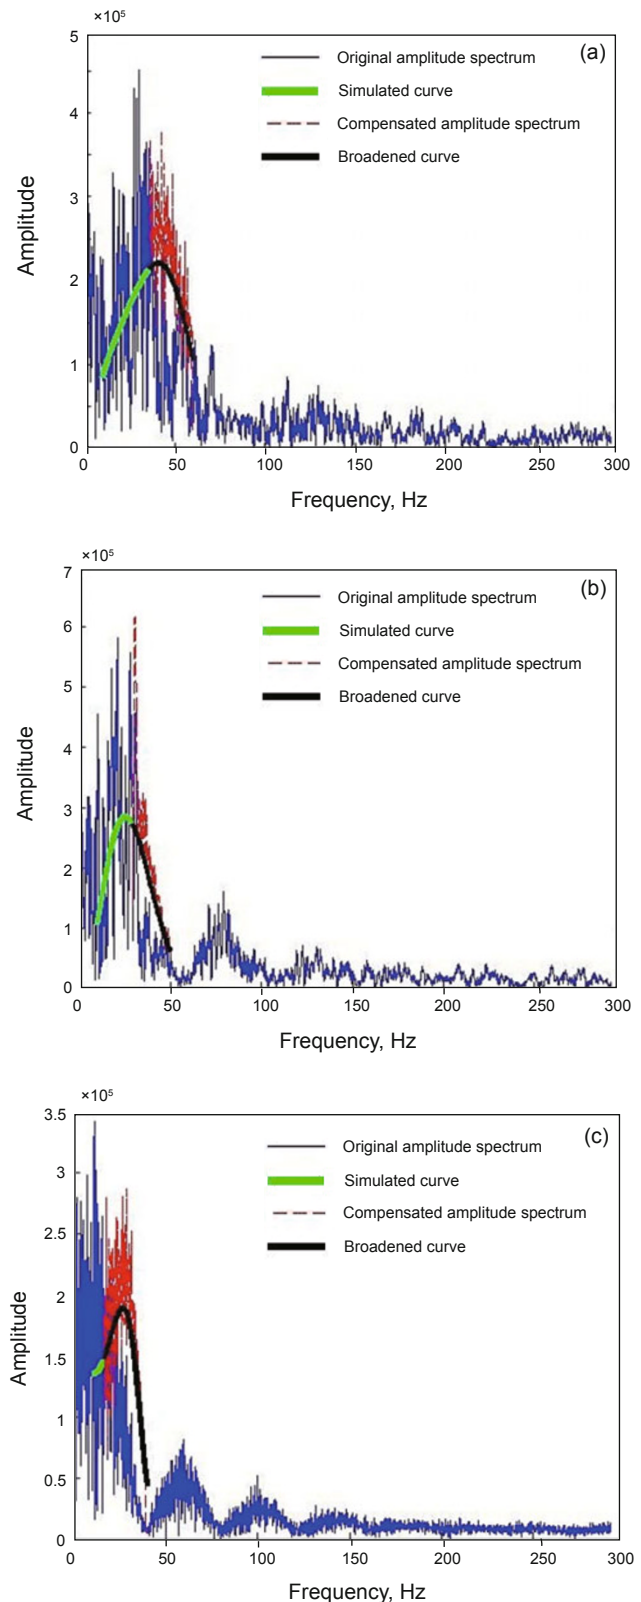 ×10⁵
5
(a)
Original amplitude spectrum
Simulated curve
4
Compensated amplitude spectrum
Broadened curve
3
Amplitude
2
1
0
0 50 100 150 200 250 300
Frequency, Hz
×10⁵
7
(b)
Original amplitude spectrum
6
Simulated curve
Compensated amplitude spectrum
5
Broadened curve
4
Amplitude
3
2
1
0
0 50 100 150 200 250 300
Frequency, Hz
×10⁵
3.5
(c)
Original amplitude spectrum
3
Simulated curve
Compensated amplitude spectrum
2.5
Broadened curve
2
Amplitude
1.5
1
0.5
0
0 50 100 150 200 250 300
Frequency, Hz